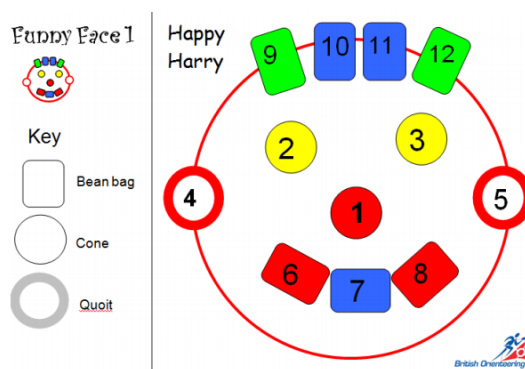 Funny Face 1
Key
Bean bag
Cone
Quoit
Happy
Harry
9
10
11
12
2
3
4
1
5
6
7
8
British Orienteering